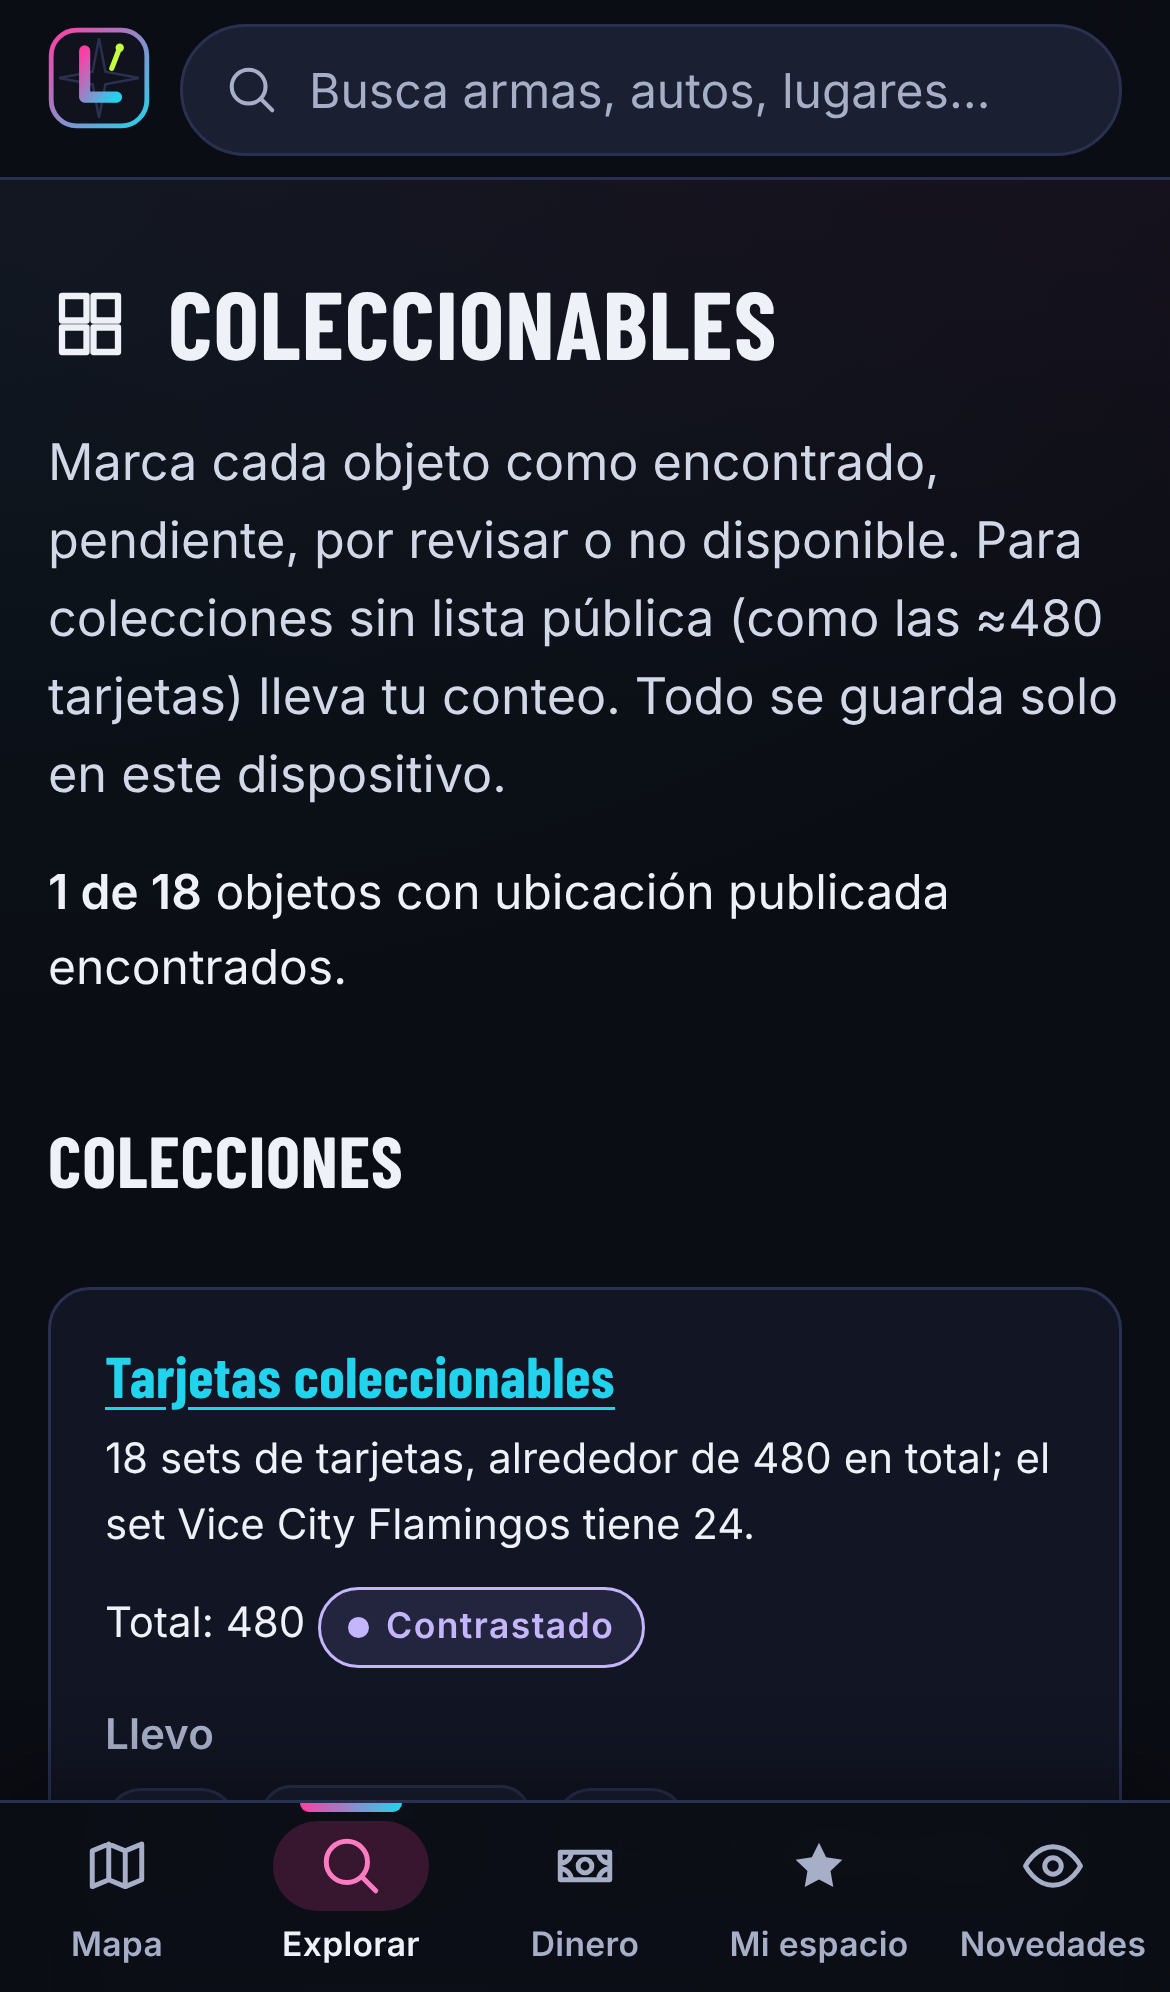 Busca armas, autos, lugares...
COLECCIONABLES
Marca cada objeto como encontrado,
pendiente, por revisar o no disponible. Para
colecciones sin lista pública (como las ≈480
tarjetas) lleva tu conteo. Todo se guarda solo
en este dispositivo.
1 de 18 objetos con ubicación publicada
encontrados.
COLECCIONES
Tarjetas coleccionables
18 sets de tarjetas, alrededor de 480 en total; el
set Vice City Flamingos tiene 24.
Total: 480 Contrastado
Llevo
Mapa Explorar Dinero Mi espacio Novedades